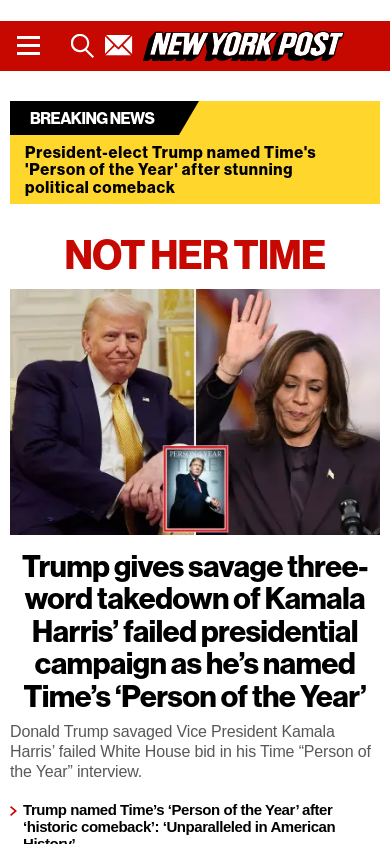 NEW YORK POST
BREAKING NEWS
President-elect Trump named Time's
'Person of the Year' after stunning
political comeback
NOT HER TIME
PERSON OF THE YEAR
TIME
Trump gives savage three-
word takedown of Kamala
Harris’ failed presidential
campaign as he’s named
Time’s ‘Person of the Year’
Donald Trump savaged Vice President Kamala
Harris’ failed White House bid in his Time “Person of
the Year” interview.
Trump named Time’s ‘Person of the Year’ after
‘historic comeback’: ‘Unparalleled in American
History’